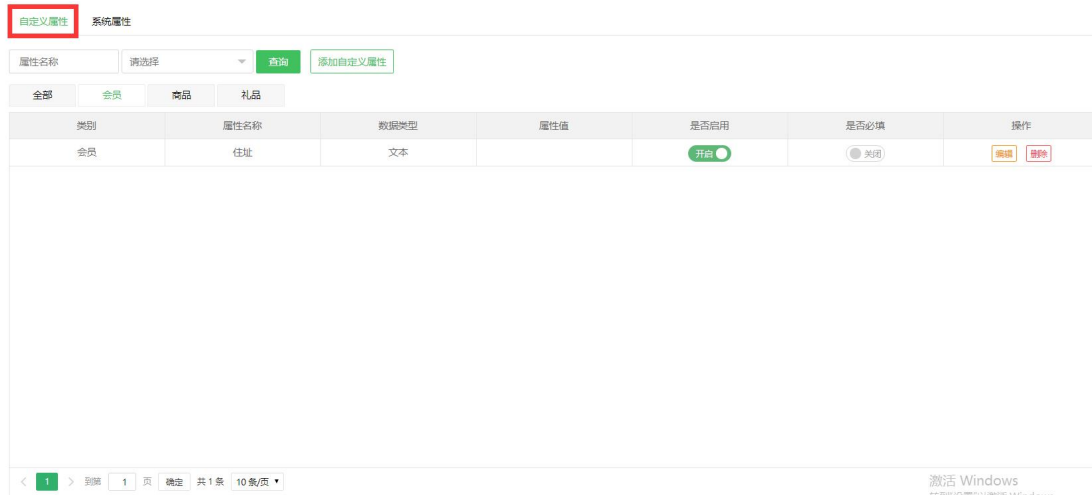 自定义属性 系统属性
属性名称 请选择 查询 添加自定义属性
全部 会员 商品 礼品
类别 属性名称 数据类型 属性值 是否启用 是否必填 操作
会员 住址 文本 开启 关闭 编辑 删除
< 1 > 到第 1 页 确定 共 1 条 10 条/页
激活 Windows